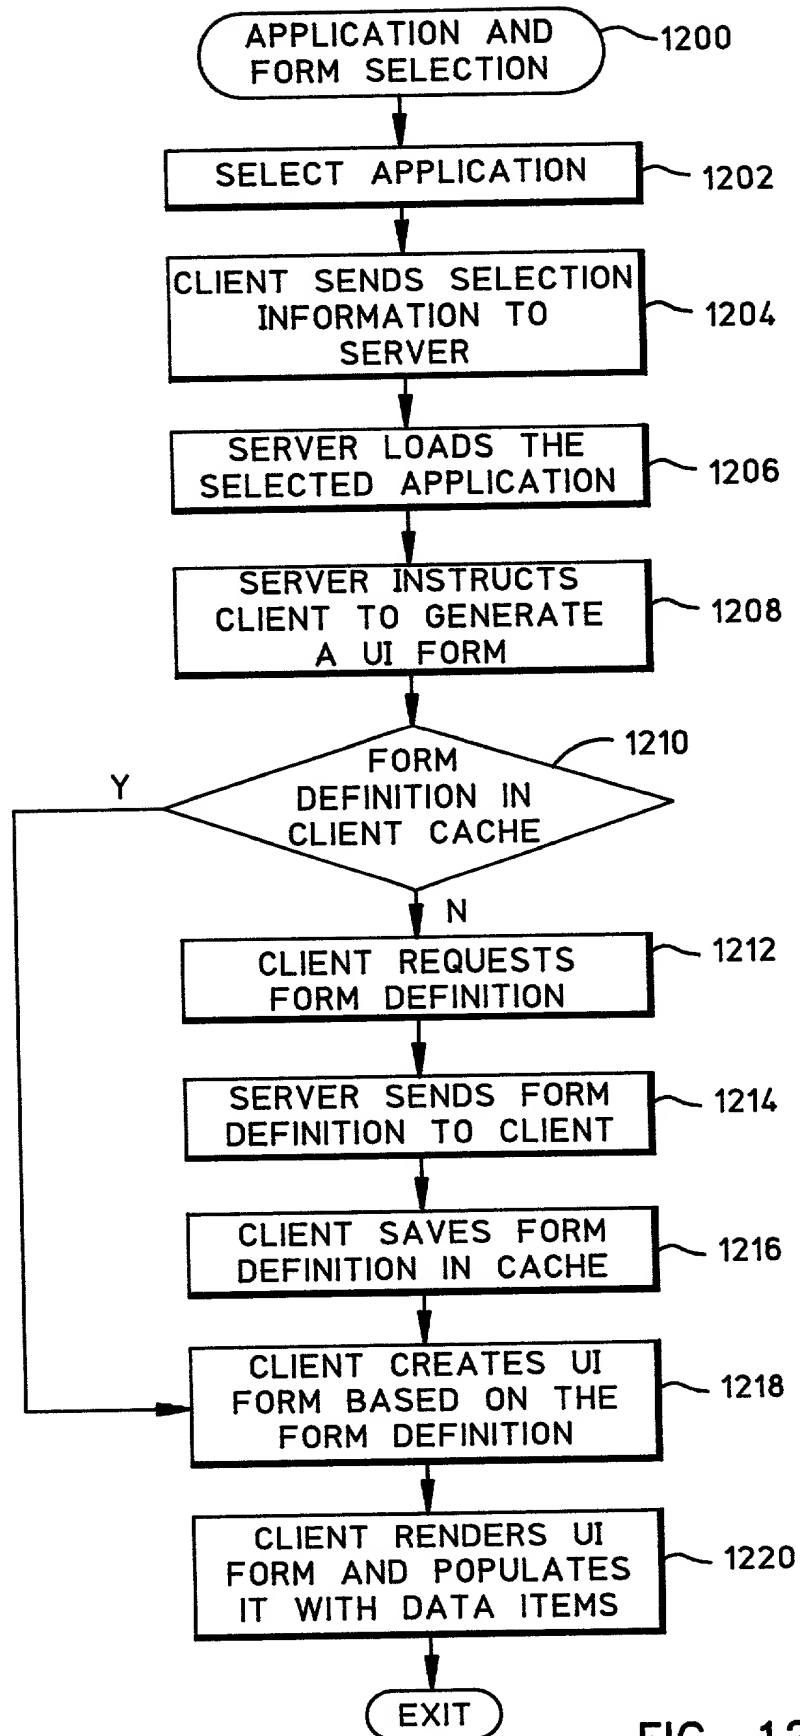 APPLICATION AND
FORM SELECTION
1200
SELECT APPLICATION
1202
CLIENT SENDS SELECTION
INFORMATION TO
SERVER
1204
SERVER LOADS THE
SELECTED APPLICATION
1206
SERVER INSTRUCTS
CLIENT TO GENERATE
A UI FORM
1208
FORM
DEFINITION IN
CLIENT CACHE
1210
Y
N
CLIENT REQUESTS
FORM DEFINITION
1212
SERVER SENDS FORM
DEFINITION TO CLIENT
1214
CLIENT SAVES FORM
DEFINITION IN CACHE
1216
CLIENT CREATES UI
FORM BASED ON THE
FORM DEFINITION
1218
CLIENT RENDERS UI
FORM AND POPULATES
IT WITH DATA ITEMS
1220
EXIT
FIG.